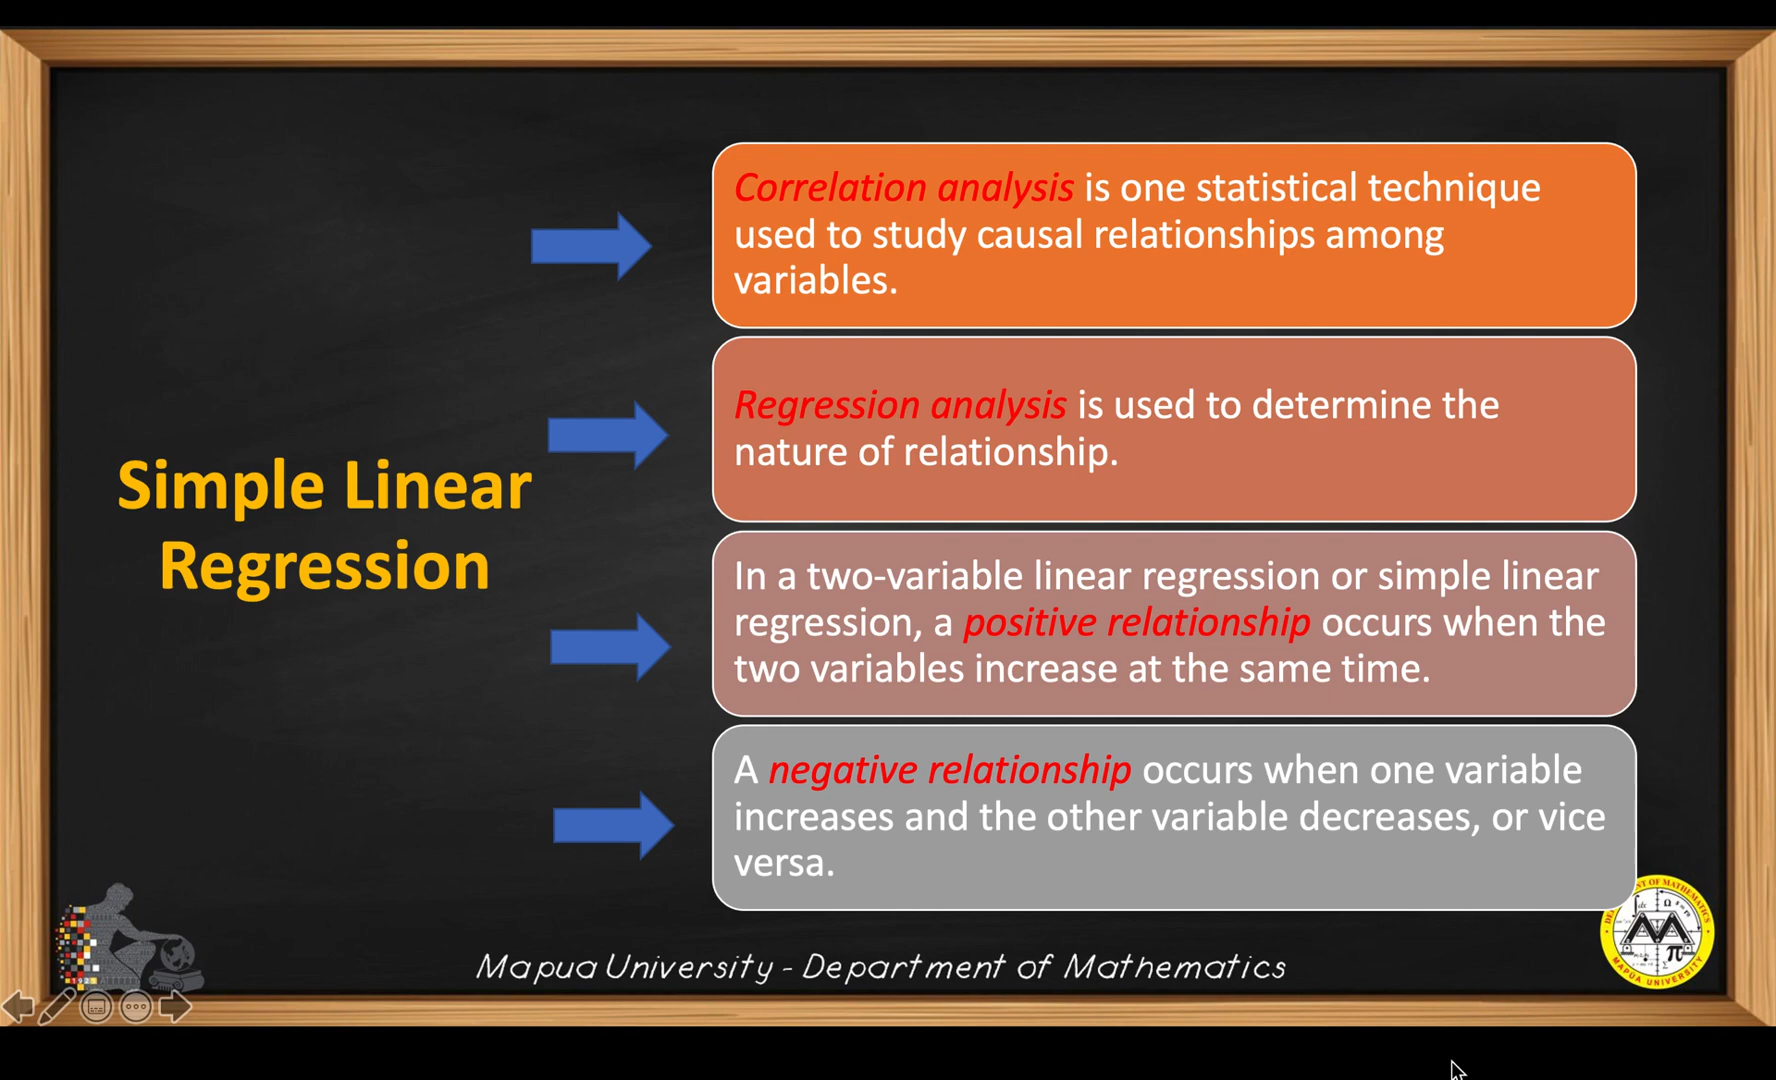 Simple Linear
Regression
Correlation analysis is one statistical technique
used to study causal relationships among
variables.
Regression analysis is used to determine the
nature of relationship.
In a two-variable linear regression or simple linear
regression, a positive relationship occurs when the
two variables increase at the same time.
A negative relationship occurs when one variable
increases and the other variable decreases, or vice
versa.
Mapua University - Department of Mathematics
MAPUA UNIVERSITY